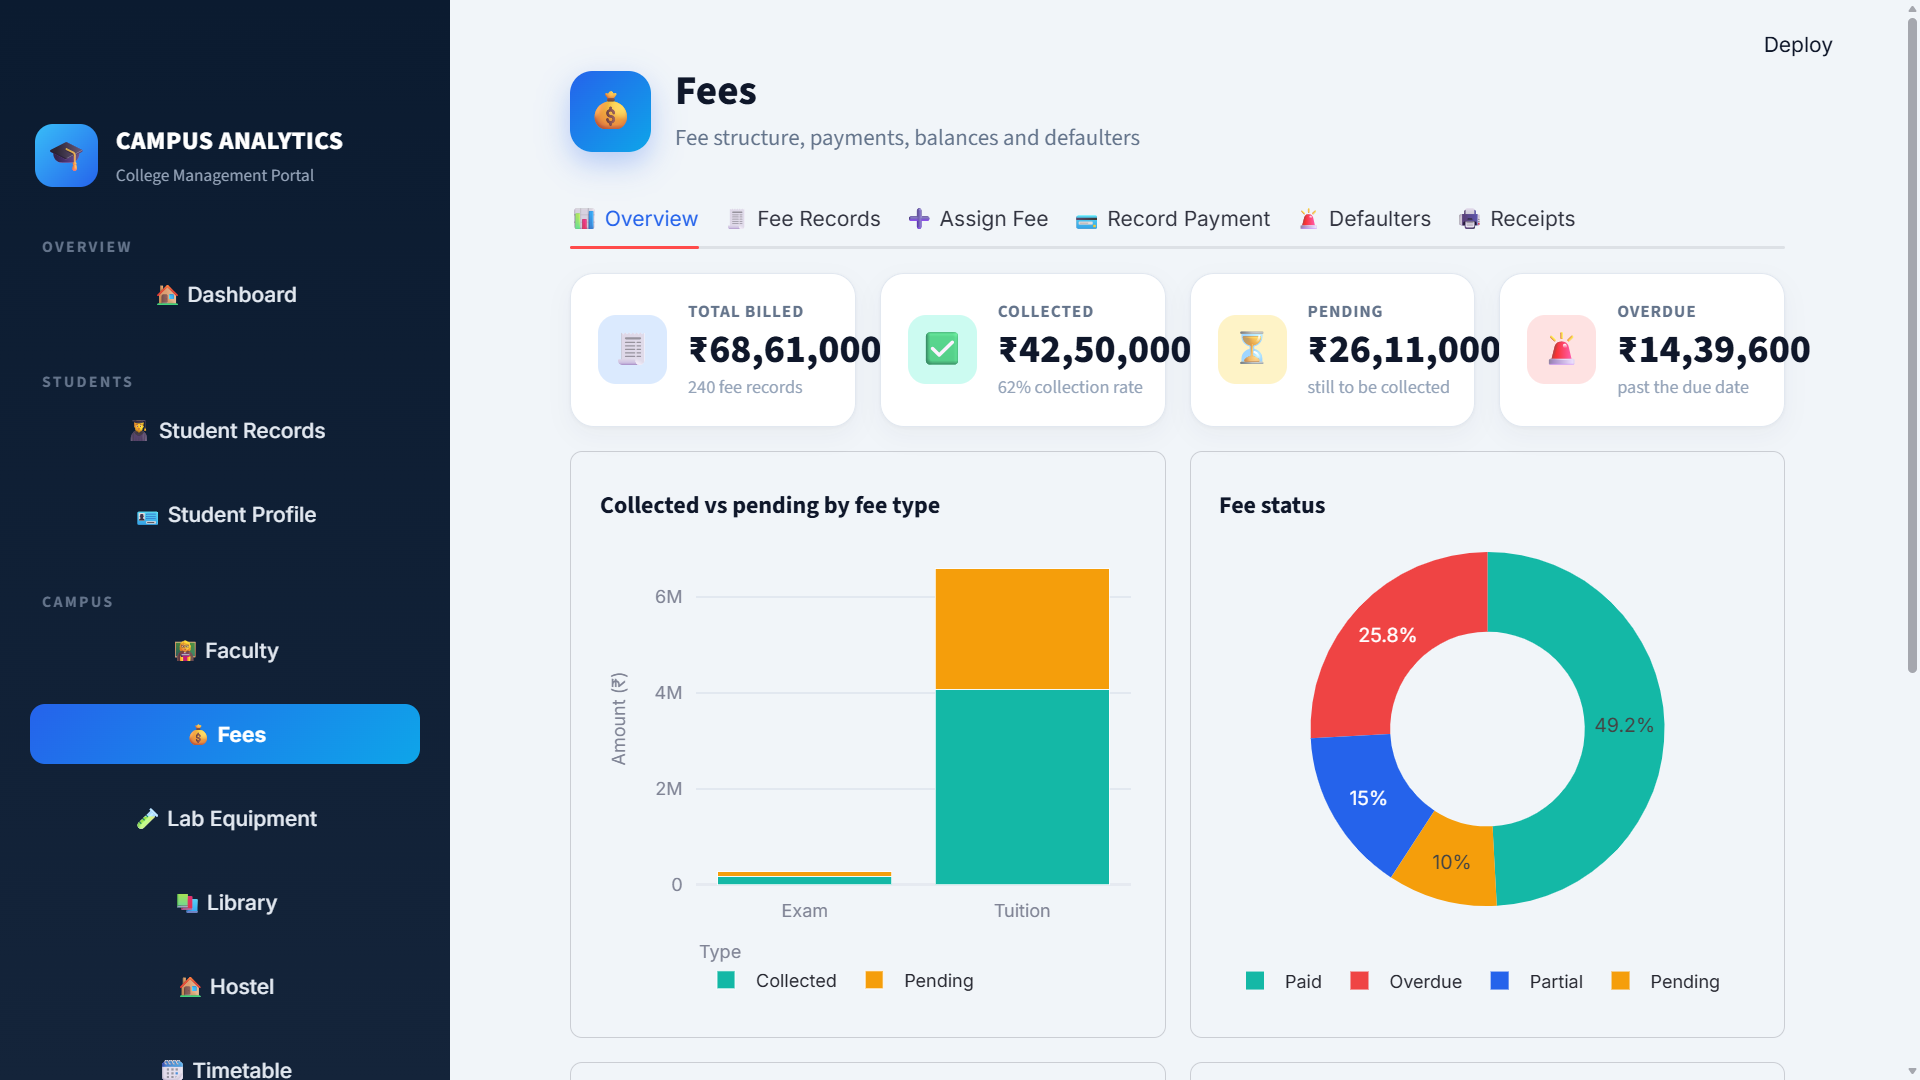 Deploy
CAMPUS ANALYTICS
College Management Portal
OVERVIEW
Dashboard
STUDENTS
Student Records
Student Profile
CAMPUS
Faculty
Fees
Lab Equipment
Library
Hostel
Timetable
Fees
Fee structure, payments, balances and defaulters
Overview Fee Records Assign Fee Record Payment Defaulters Receipts
TOTAL BILLED
₹68,61,000
240 fee records
COLLECTED
₹42,50,000
62% collection rate
PENDING
₹26,11,000
still to be collected
OVERDUE
₹14,39,600
past the due date
Collected vs pending by fee type
6M
4M
2M
0
Amount (₹)
Exam Tuition
Type
Collected Pending
Fee status
25.8%
49.2%
15%
10%
Paid Overdue Partial Pending